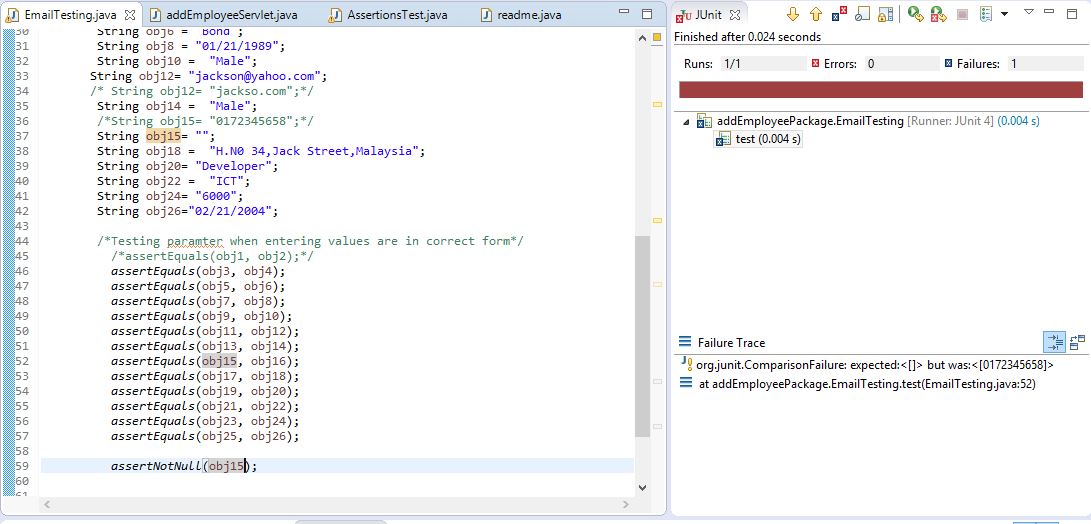 EmailTesting.java addEmployeeServlet.java AssertionsTest.java readme.java
30 String obj6 = "Bond";
31 String obj8 = "01/21/1989";
32 String obj10 = "Male";
33 String obj12= "jackson@yahoo.com";
34 /* String obj12= "jackso.com";*/
35 String obj14 = "Male";
36 /*String obj15= "0172345658";*/
37 String obj15= "";
38 String obj18 = "H.N0 34,Jack Street,Malaysia";
39 String obj20= "Developer";
40 String obj22 = "ICT";
41 String obj24= "6000";
42 String obj26="02/21/2004";
43
44 /*Testing paramter when entering values are in correct form*/
45 /*assertEquals(obj1, obj2);*/
46 assertEquals(obj3, obj4);
47 assertEquals(obj5, obj6);
48 assertEquals(obj7, obj8);
49 assertEquals(obj9, obj10);
50 assertEquals(obj11, obj12);
51 assertEquals(obj13, obj14);
52 assertEquals(obj15, obj16);
53 assertEquals(obj17, obj18);
54 assertEquals(obj19, obj20);
55 assertEquals(obj21, obj22);
56 assertEquals(obj23, obj24);
57 assertEquals(obj25, obj26);
58
59 assertNotNull(obj15);
60
61
JUnit
Finished after 0.024 seconds
Runs: 1/1 Errors: 0 Failures: 1
addEmployeePackage.EmailTesting [Runner: JUnit 4] (0.004 s)
test (0.004 s)
Failure Trace
org.junit.ComparisonFailure: expected:<[]> but was:<[0172345658]>
at addEmployeePackage.EmailTesting.test(EmailTesting.java:52)